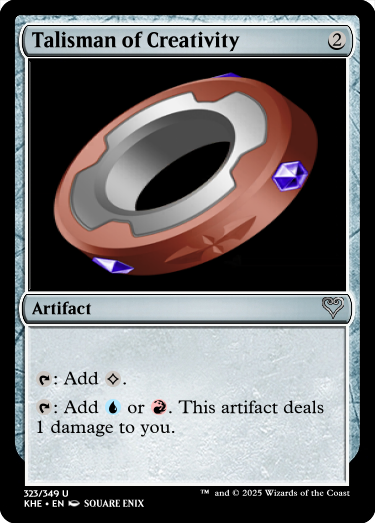 Talisman of Creativity 2
Artifact
: Add .
: Add or . This artifact deals
1 damage to you.
323/349 U
KHE • EN SQUARE ENIX
™ and © 2025 Wizards of the Coast